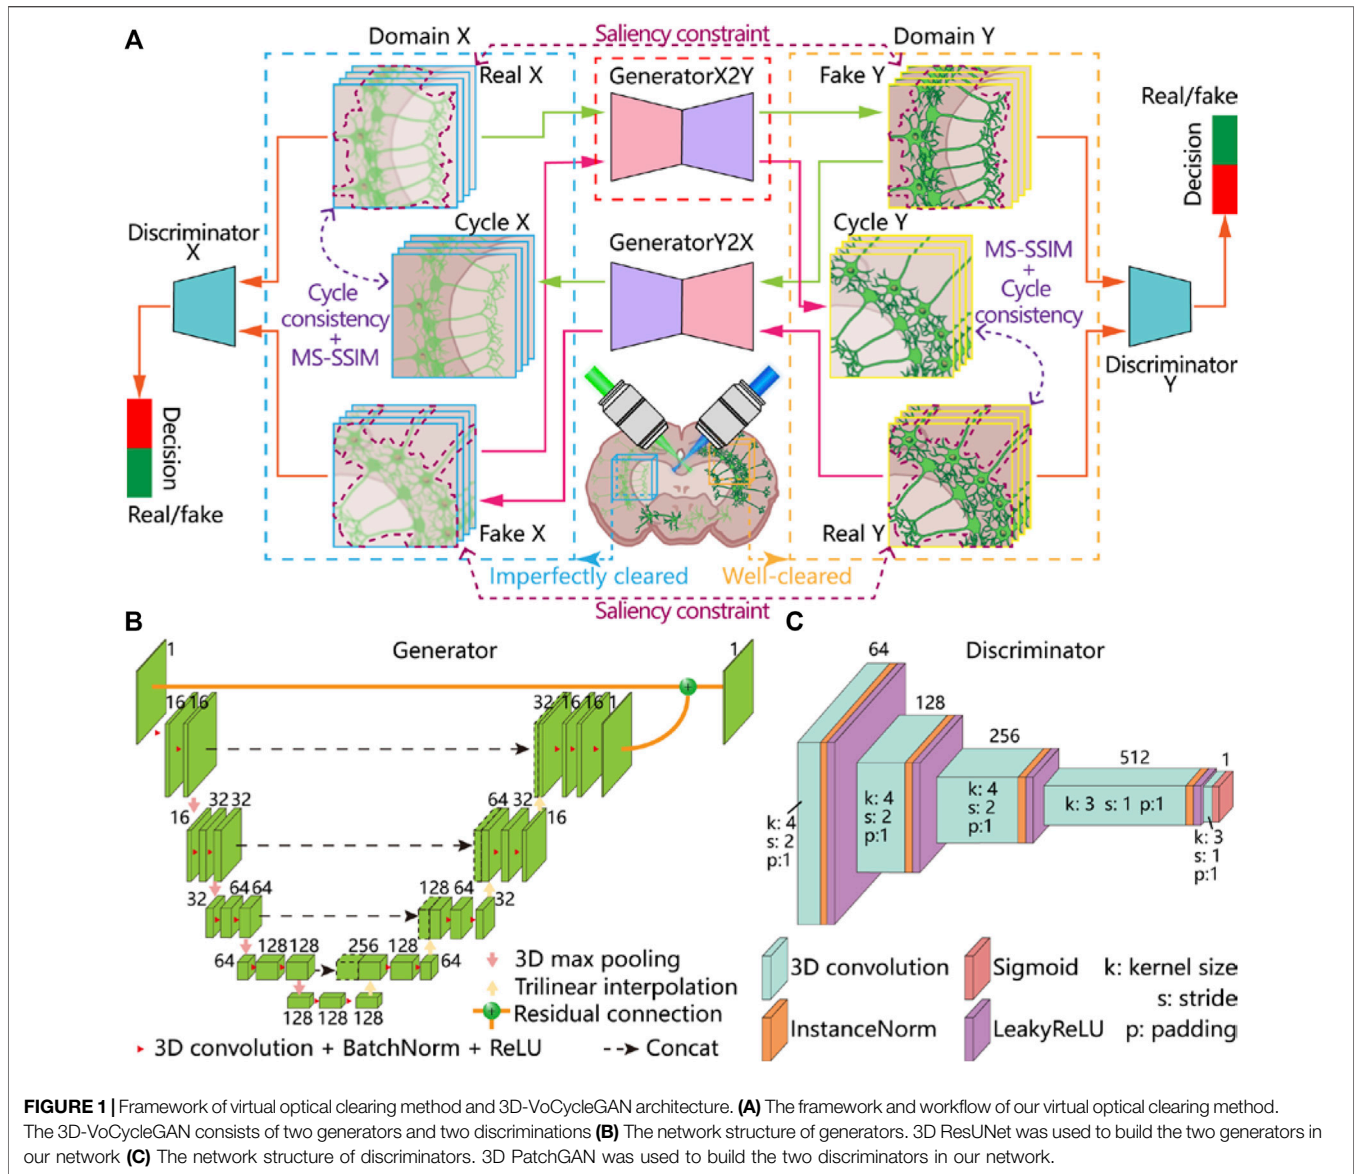 A
Domain X
Saliency constraint
Domain Y
Real X
GeneratorX2Y
Fake Y
Real/fake
Decision
Discriminator
X
Cycle X
GeneratorY2X
Cycle Y
MS-SSIM
+
Cycle
consistency
Cycle
consistency
+
MS-SSIM
Discriminator
Y
Decision
Real/fake
Fake X
Real Y
Imperfectly cleared
Well-cleared
Saliency constraint
B
Generator
1
1
16 16
32 16 16 1
16
32 32
64 32
16
32
64 64
128 64
32
64
128 128
256 128
64
128 128 128
+
3D max pooling
Trilinear interpolation
Residual connection
3D convolution + BatchNorm + ReLU
Concat
C
Discriminator
64
128
256
512
1
k: 4
s: 2
p:1
k: 4
s: 2
p:1
k: 4
s: 2
p:1
k: 3 s: 1 p:1
k: 3
s: 1
p:1
3D convolution
Sigmoid
k: kernel size
s: stride
InstanceNorm
LeakyReLU
p: padding
FIGURE 1 | Framework of virtual optical clearing method and 3D-VoCycleGAN architecture. (A) The framework and workflow of our virtual optical clearing method.
The 3D-VoCycleGAN consists of two generators and two discriminations (B) The network structure of generators. 3D ResUNet was used to build the two generators in
our network (C) The network structure of discriminators. 3D PatchGAN was used to build the two discriminators in our network.